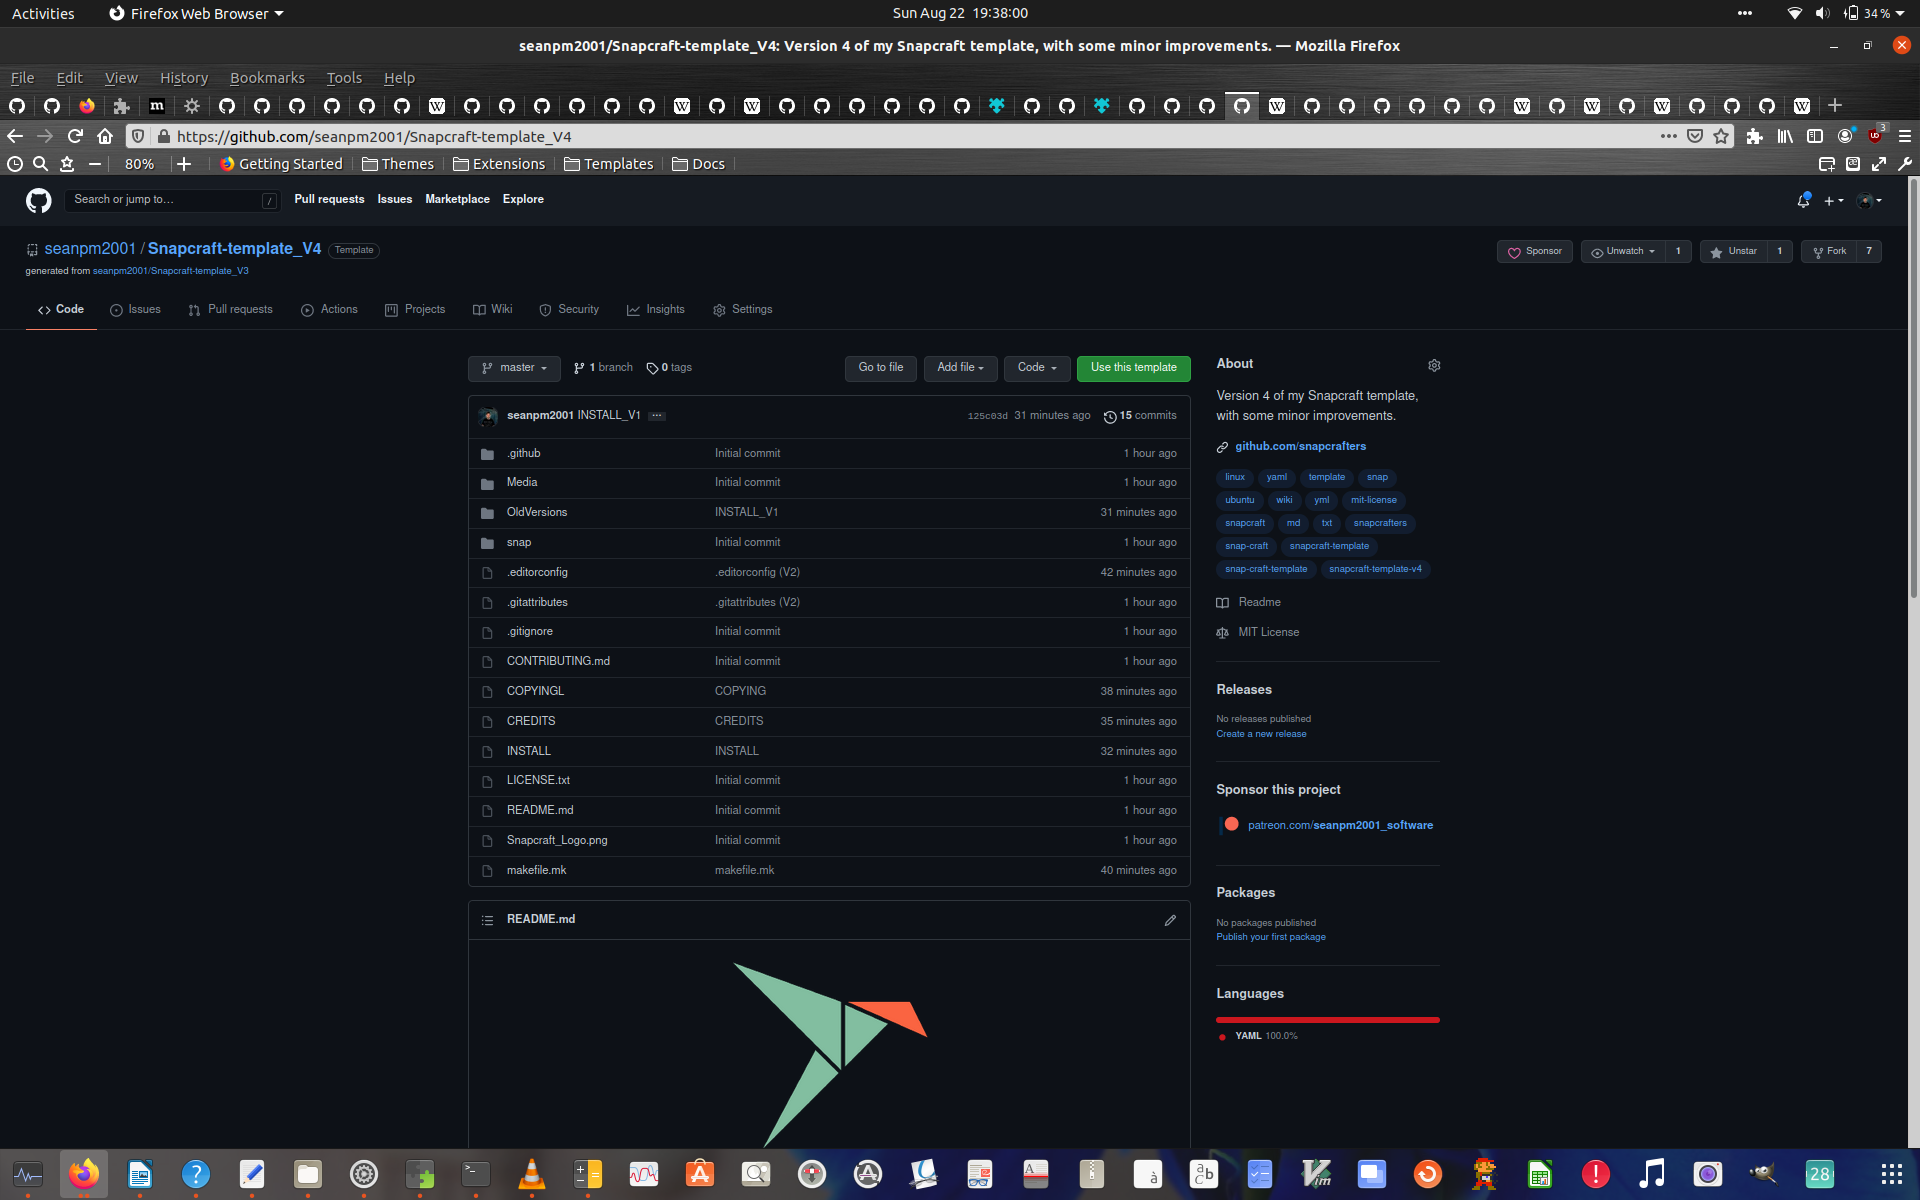 Activities Firefox Web Browser Sun Aug 22 19:38:00 34 %
seanpm2001/Snapcraft-template_V4: Version 4 of my Snapcraft template, with some minor improvements. — Mozilla Firefox
File Edit View History Bookmarks Tools Help
https://github.com/seanpm2001/Snapcraft-template_V4 3
80% Getting Started Themes Extensions Templates Docs
Search or jump to… / Pull requests Issues Marketplace Explore
seanpm2001 / Snapcraft-template_V4 Template Sponsor Unwatch 1 Unstar 1 Fork 7
generated from seanpm2001/Snapcraft-template_V3
Code Issues Pull requests Actions Projects Wiki Security Insights Settings
master 1 branch 0 tags Go to file Add file Code Use this template
seanpm2001 INSTALL_V1 ... 125c03d 31 minutes ago 15 commits
.github Initial commit 1 hour ago
Media Initial commit 1 hour ago
OldVersions INSTALL_V1 31 minutes ago
snap Initial commit 1 hour ago
.editorconfig .editorconfig (V2) 42 minutes ago
.gitattributes .gitattributes (V2) 1 hour ago
.gitignore Initial commit 1 hour ago
CONTRIBUTING.md Initial commit 1 hour ago
COPYINGL COPYING 38 minutes ago
CREDITS CREDITS 35 minutes ago
INSTALL INSTALL 32 minutes ago
LICENSE.txt Initial commit 1 hour ago
README.md Initial commit 1 hour ago
Snapcraft_Logo.png Initial commit 1 hour ago
makefile.mk makefile.mk 40 minutes ago
README.md
About
Version 4 of my Snapcraft template,
with some minor improvements.
github.com/snapcrafters
linux yaml template snap
ubuntu wiki yml mit-license
snapcraft md txt snapcrafters
snap-craft snapcraft-template
snap-craft-template snapcraft-template-v4
Readme
MIT License
Releases
No releases published
Create a new release
Sponsor this project
patreon.com/seanpm2001_software
Packages
No packages published
Publish your first package
Languages
YAML 100.0%
28